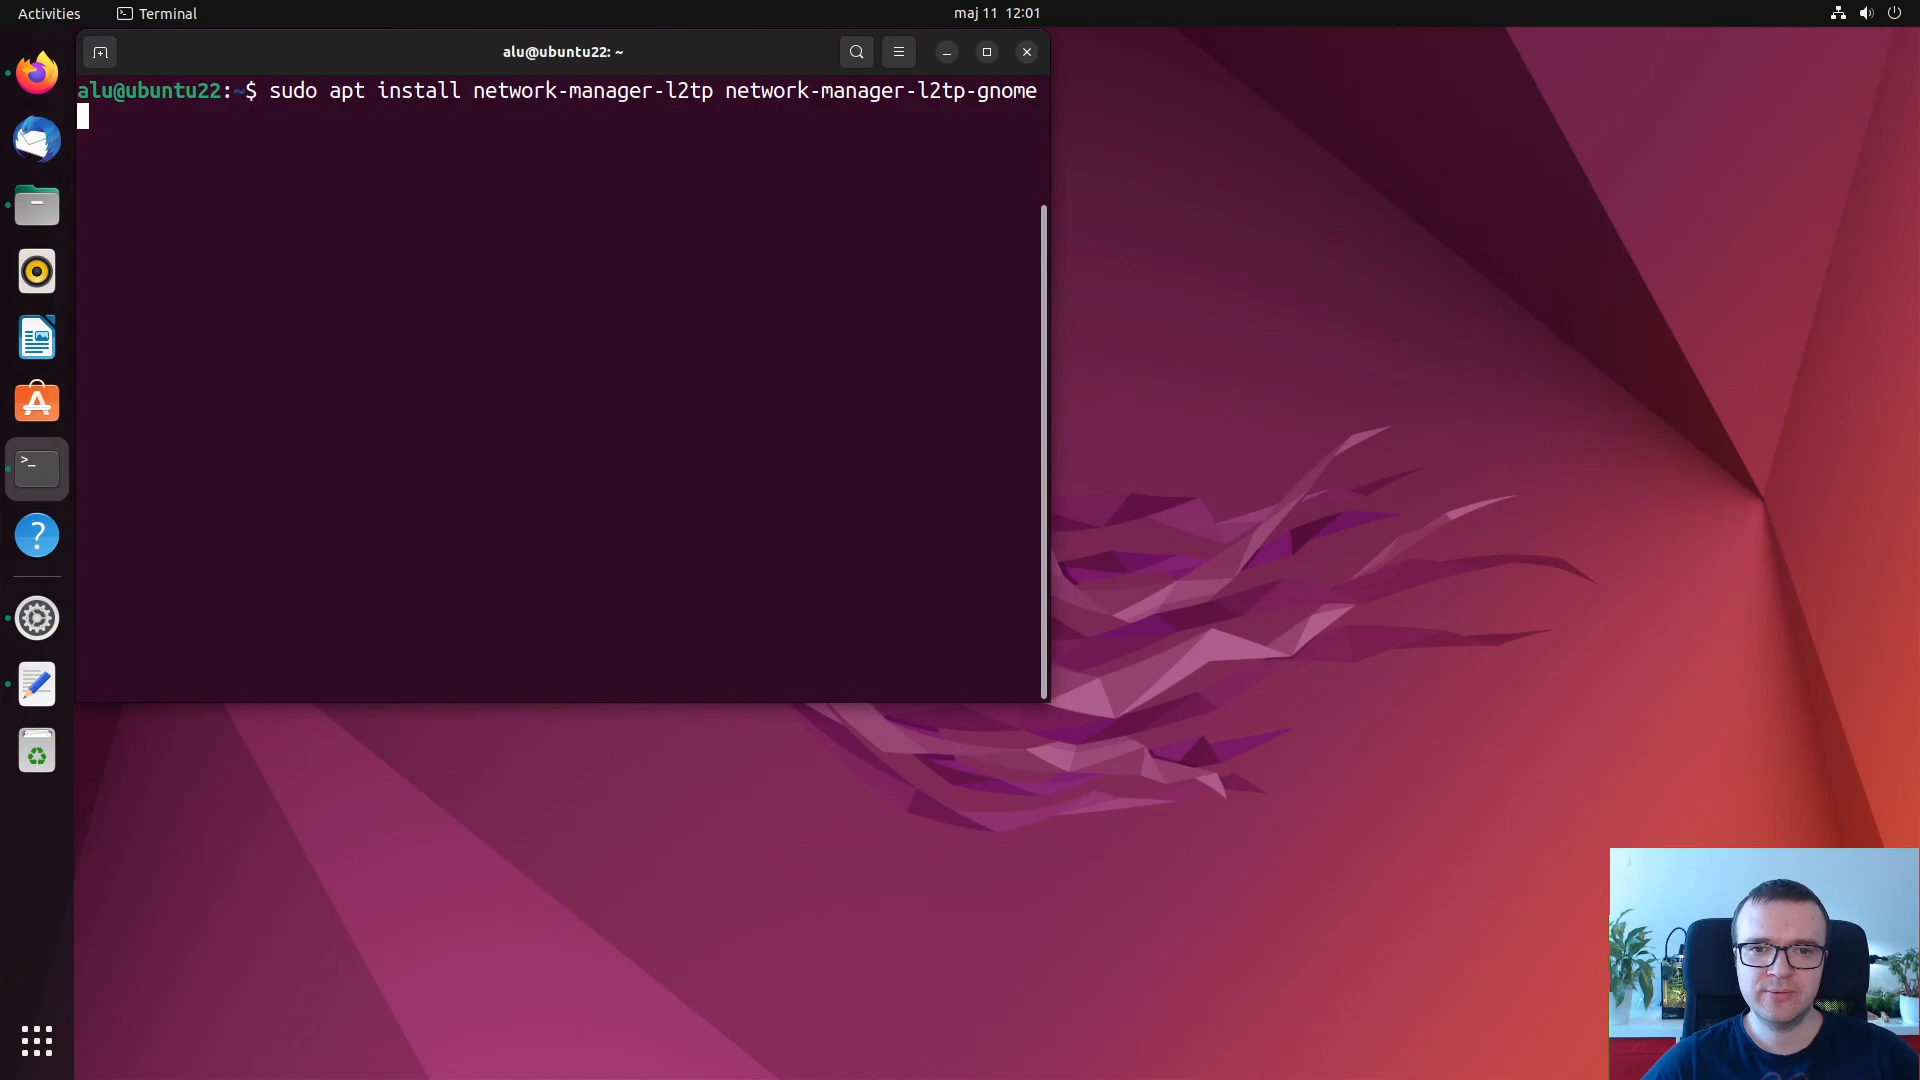 Activities Terminal maj 11 12:01
alu@ubuntu22: ~
alu@ubuntu22:~$ sudo apt install network-manager-l2tp network-manager-l2tp-gnome